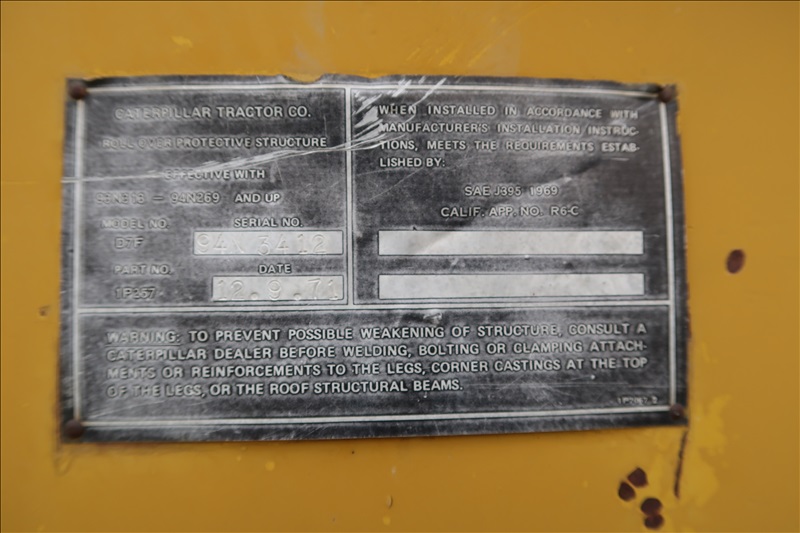 CATERPILLAR TRACTOR CO.
ROLL OVER PROTECTIVE STRUCTURE
EFFECTIVE WITH
94N269 AND UP
MODEL NO. SERIAL NO.
D7F 94N 5412
PART NO. DATE
1P267 12.9.71
WHEN INSTALLED IN ACCORDANCE WITH
MANUFACTURER'S INSTALLATION INSTRUC-
TIONS, MEETS THE REQUIREMENTS ESTAB-
LISHED BY:
SAE J395 1969
CALIF. APP. NO. R6-C
WARNING: TO PREVENT POSSIBLE WEAKENING OF STRUCTURE, CONSULT A
CATERPILLAR DEALER BEFORE WELDING, BOLTING OR CLAMPING ATTACH-
MENTS OR REINFORCEMENTS TO THE LEGS, CORNER CASTINGS AT THE TOP
OF THE LEGS, OR THE ROOF STRUCTURAL BEAMS.